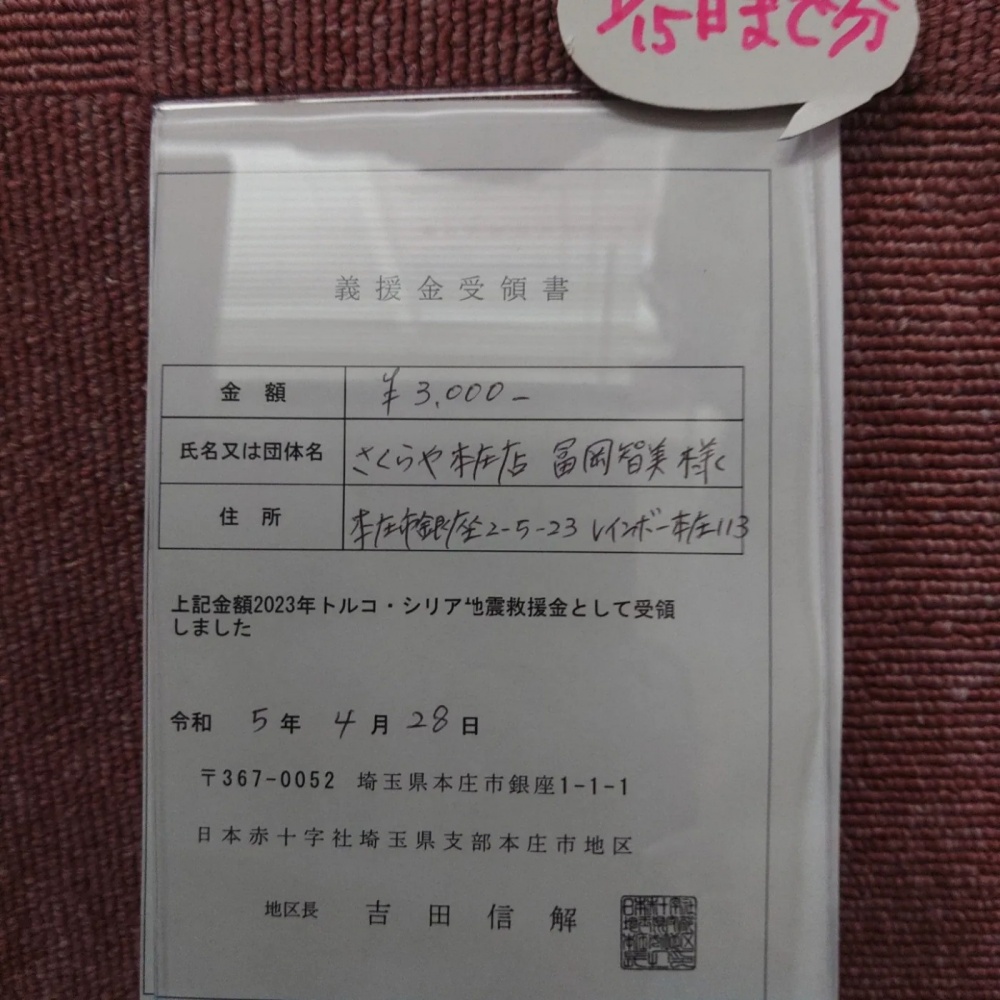 15日まで分
義援金受領書
金額 ¥3,000-
氏名又は団体名 さくらや本庄店 冨岡智美様
住所 本庄市銀座2-5-23 レインボー本庄113
上記金額2023年トルコ・シリア地震救援金として受領
しました
令和 5年 4月28日
〒367-0052 埼玉県本庄市銀座1-1-1
日本赤十字社埼玉県支部本庄市地区
地区長 吉田信解